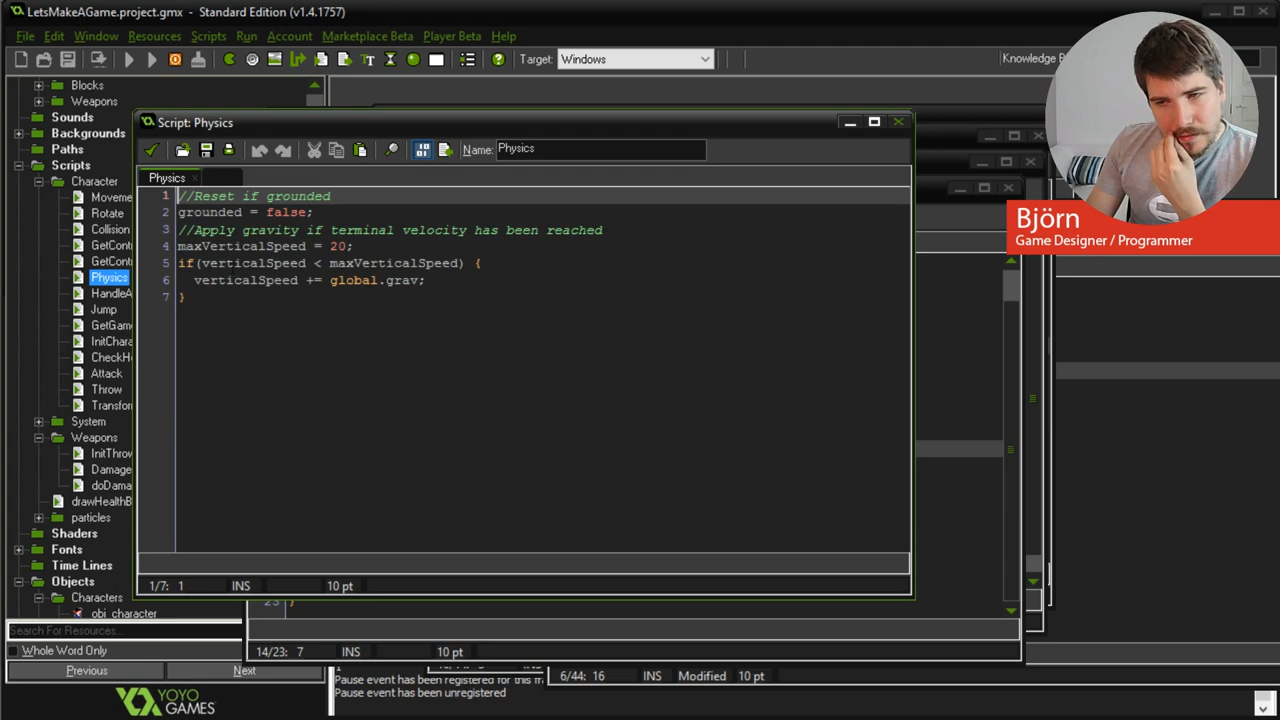 LetsMakeAGame.project.gmx - Standard Edition (v1.4.1757)
File Edit Window Resources Scripts Run Account Marketplace Beta Player Beta Help
Target: Windows
Knowledge
Blocks
Weapons
Sounds
Backgrounds
Paths
Scripts
Character
Moveme
Rotate
Collision
GetCont
GetCont
Physics
HandleA
Jump
GetGam
InitChara
CheckHe
Attack
Throw
Transfor
System
Weapons
InitThrow
Damage
doDama
drawHealthB
particles
Shaders
Fonts
Time Lines
Objects
Characters
obj_character
Search For Resources...
Whole Word Only
Previous Next
YOYO
GAMES
Script: Physics
Name: Physics
Physics
1 //Reset if grounded
2 grounded = false;
3 //Apply gravity if terminal velocity has been reached
4 maxVerticalSpeed = 20;
5 if(verticalSpeed < maxVerticalSpeed) {
6 verticalSpeed += global.grav;
7 }
1/7: 1 INS 10 pt
23 }
14/23: 7 INS 10 pt
6/44: 16 INS Modified 10 pt
Pause event has been registered for this
Pause event has been unregistered
Björn
Game Designer / Programmer